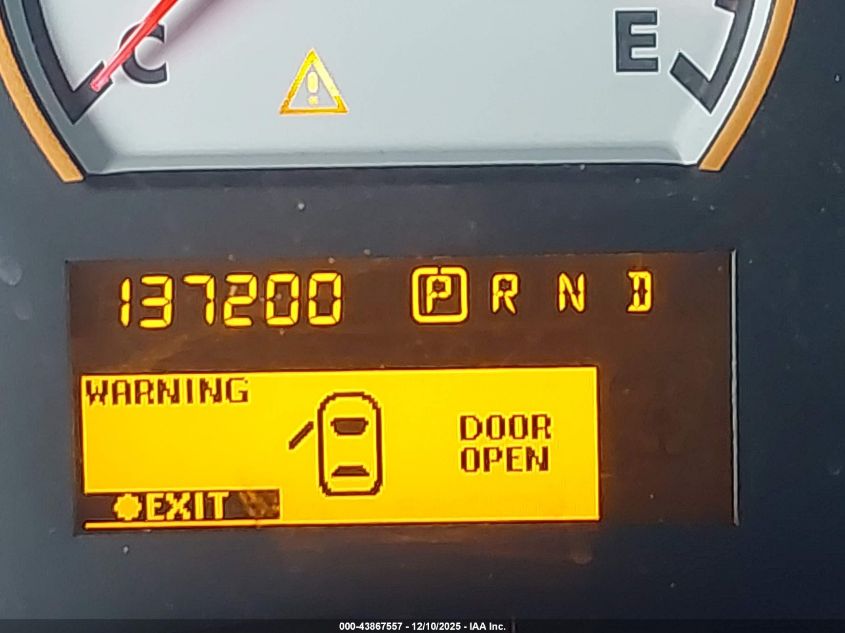 C E
137200 P R N D
WARNING
DOOR
OPEN
EXIT
000-43867557 - 12/10/2025 - IAA Inc.